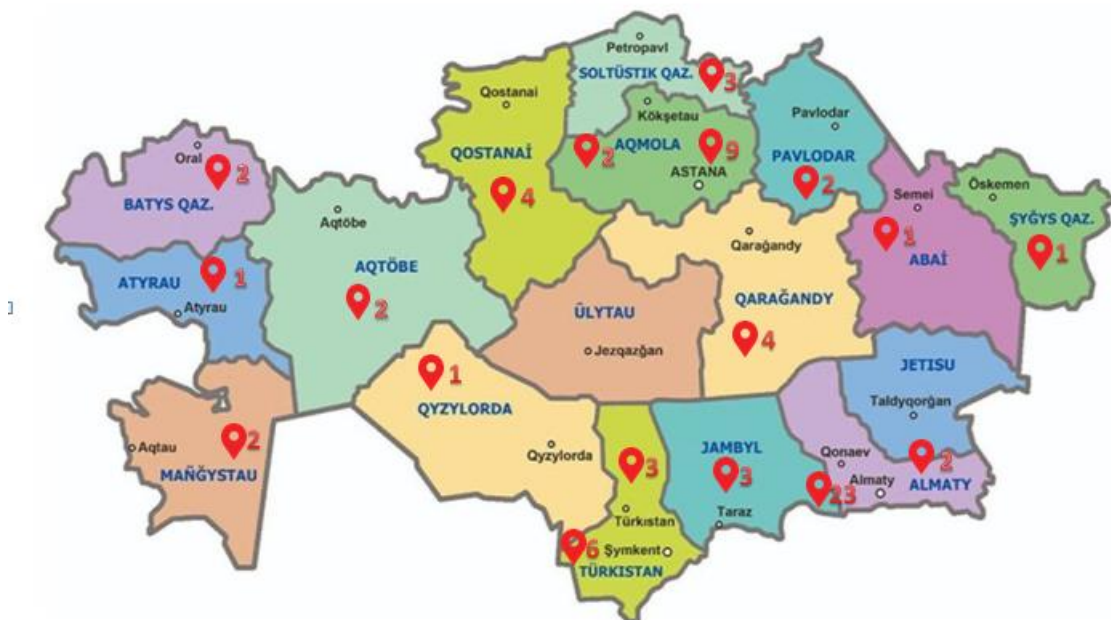 Petropavl
SOLTÜSTIK QAZ.
3
Qostanai
Kökşetau
Pavlodar
Oral
2
QOSTANAİ
2
AQMOLA
9
PAVLODAR
ASTANA
2
4
Semei
Öskemen
BATYS QAZ.
Aqtöbe
ŞYĞYS QAZ.
1
Qarağandy
ABAİ
1
ATYRAU
1
AQTÖBE
Atyrau
2
ÛLYTAU
QARAĞANDY
Jezqazğan
4
JETISU
1
QYZYLORDA
Taldyqorğan
Aqtau
2
MAÑĞYSTAU
Qyzylorda
3
JAMBYL
3
Qonaev
2
Almaty
ALMATY
23
Türkıstan
Taraz
6
Şymkent
TÜRKISTAN